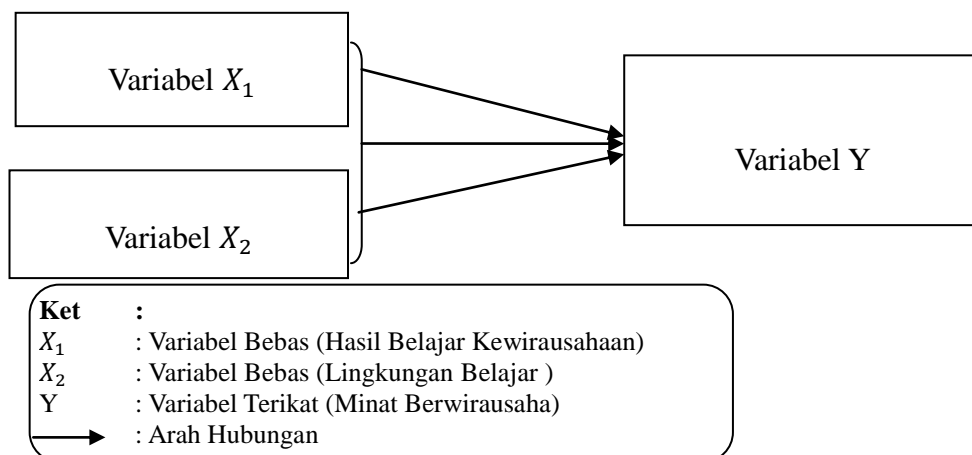 Variabel X₁
Variabel Y
Variabel X₂
Ket :
X₁ : Variabel Bebas (Hasil Belajar Kewirausahaan)
X₂ : Variabel Bebas (Lingkungan Belajar )
Y : Variabel Terikat (Minat Berwirausaha)
: Arah Hubungan